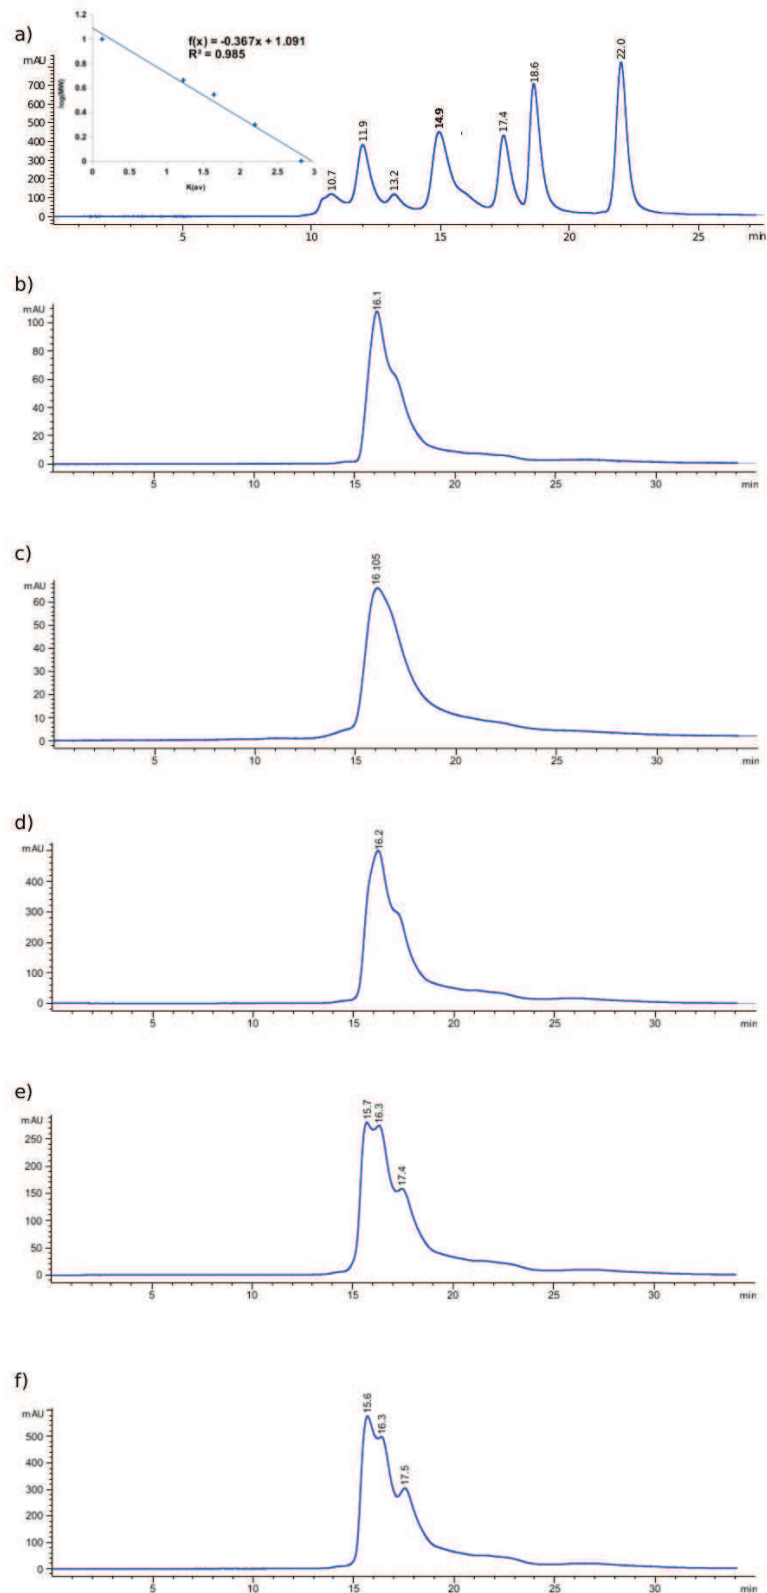 a)
1.2
1
0.8
0.6
0.4
0.2
0
log(MW)
0 0.5 1 1.5 2 2.5 3
K(av)
f(x) = -0.367x + 1.091
R² = 0.985
mAU
700
600
500
400
300
200
100
0
10.7 11.9 13.2 14.9 17.4 18.6 22.0
5 10 15 20 25 min
b)
mAU
100
80
60
40
20
0
16.1
5 10 15 20 25 30 min
c)
mAU
60
50
40
30
20
10
0
16.105
5 10 15 20 25 30 min
d)
mAU
400
300
200
100
0
16.2
5 10 15 20 25 30 min
e)
mAU
250
200
150
100
50
0
15.7 16.3 17.4
5 10 15 20 25 30 min
f)
mAU
500
400
300
200
100
0
15.6 16.3 17.5
5 10 15 20 25 30 min